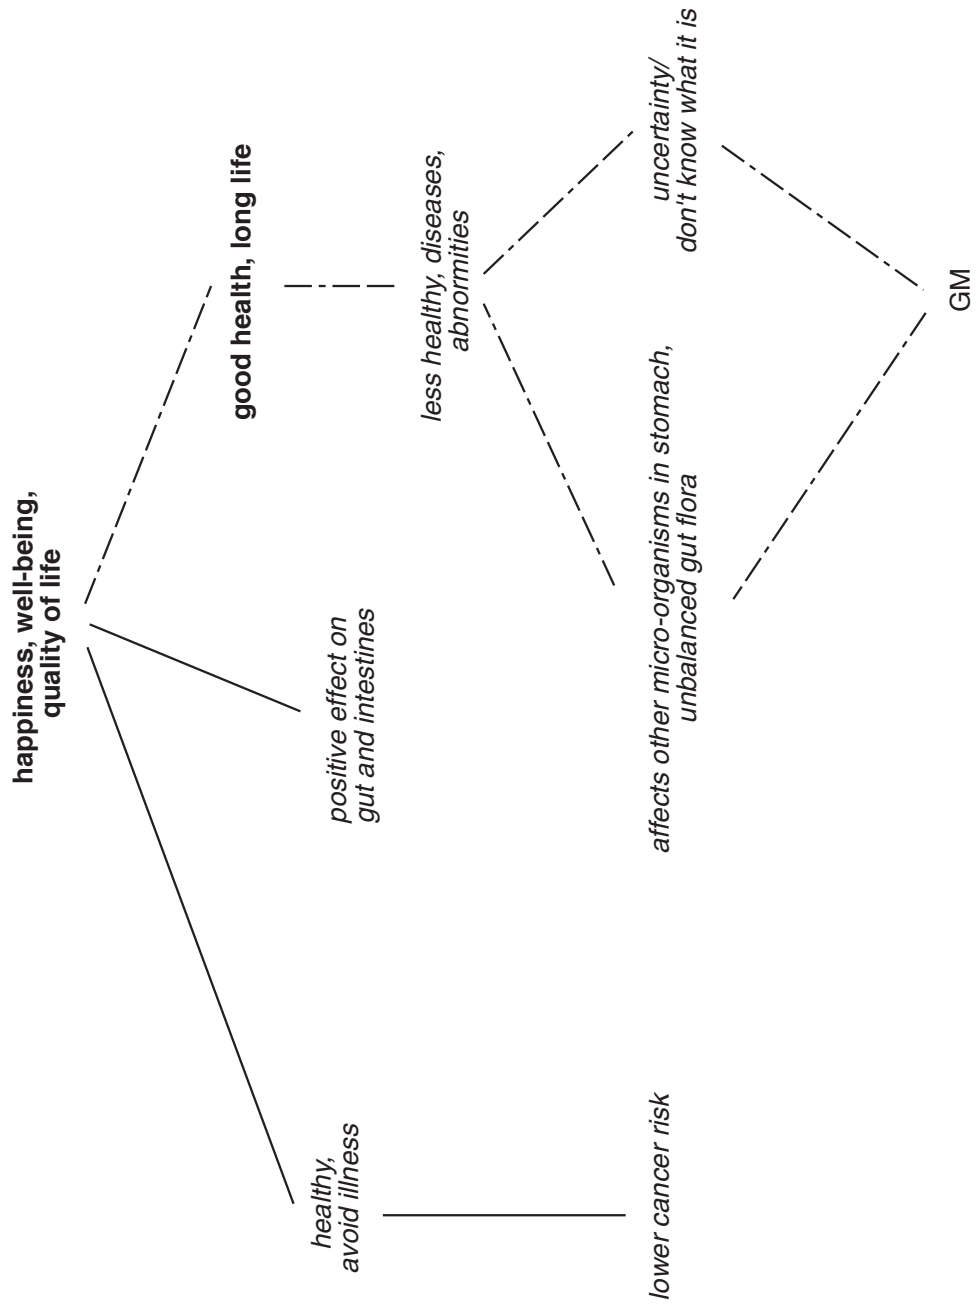 happiness, well-being,
quality of life
good health, long life
healthy,
avoid illness
positive effect on
gut and intestines
less healthy, diseases,
abnormities
lower cancer risk
affects other micro-organisms in stomach,
unbalanced gut flora
uncertainty/
don't know what it is
GM